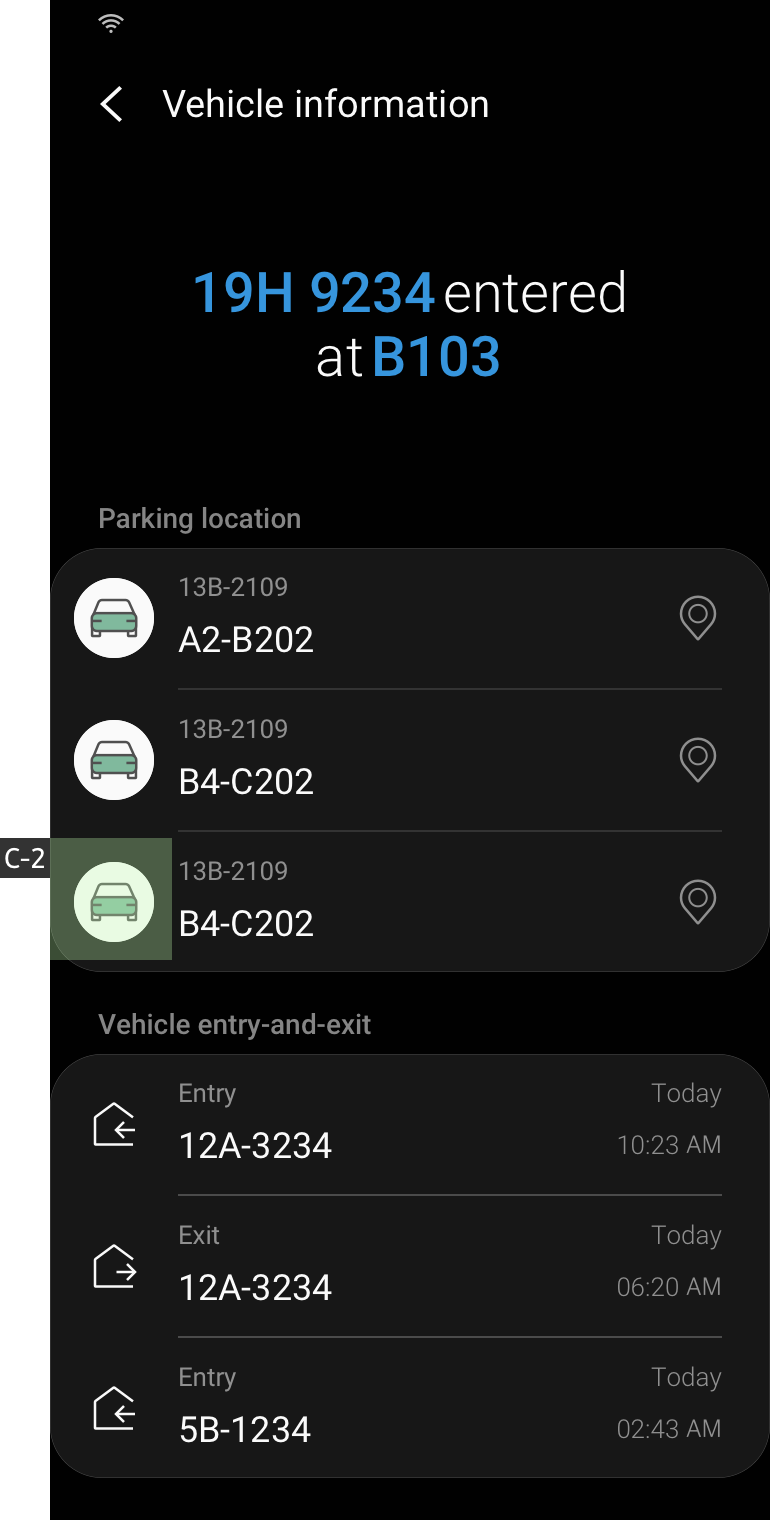 Vehicle information
19H 9234 entered
at B103
Parking location
13B-2109
A2-B202
13B-2109
B4-C202
C-2
13B-2109
B4-C202
Vehicle entry-and-exit
Entry
Today
12A-3234
10:23 AM
Exit
Today
12A-3234
06:20 AM
Entry
Today
5B-1234
02:43 AM